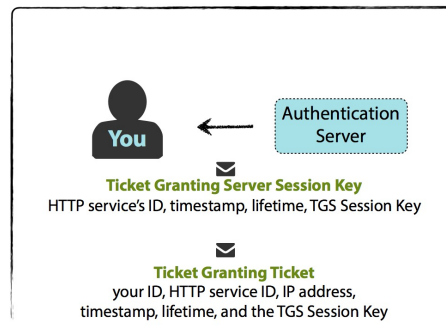 You
Authentication
Server
Ticket Granting Server Session Key
HTTP service's ID, timestamp, lifetime, TGS Session Key
Ticket Granting Ticket
your ID, HTTP service ID, IP address,
timestamp, lifetime, and the TGS Session Key